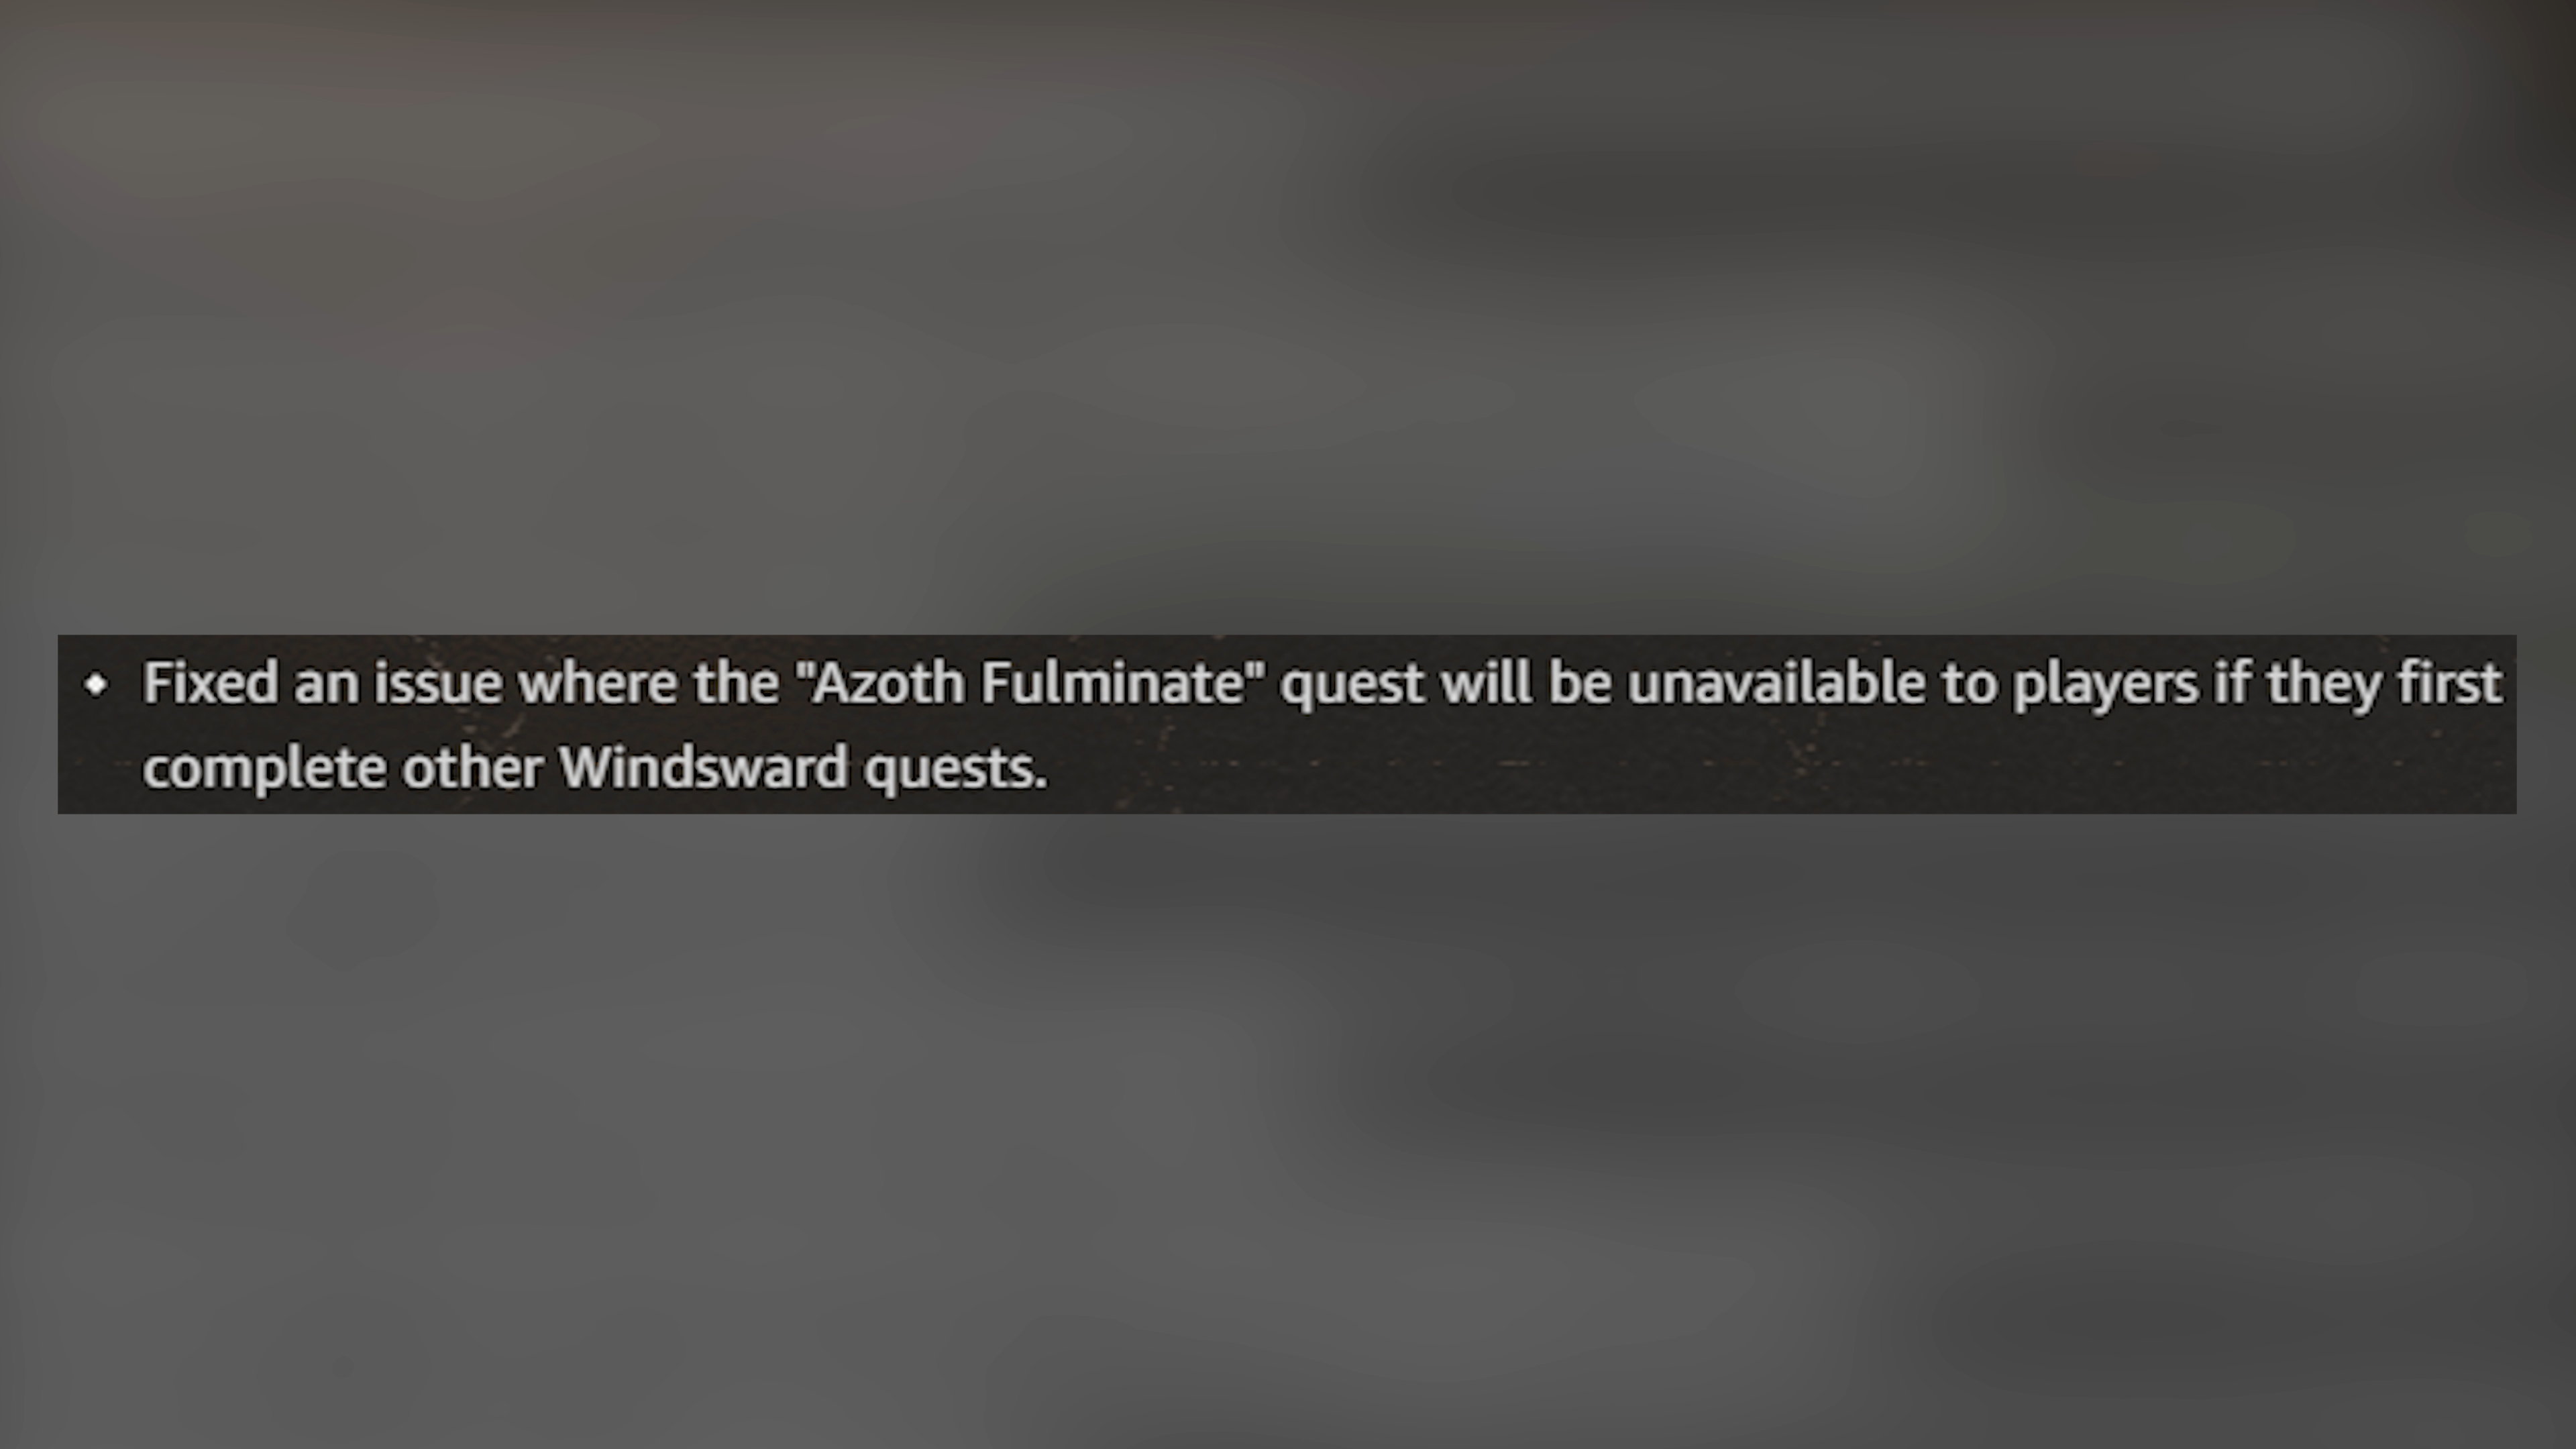 Fixed an issue where the "Azoth Fulminate" quest will be unavailable to players if they first
complete other Windsward quests.